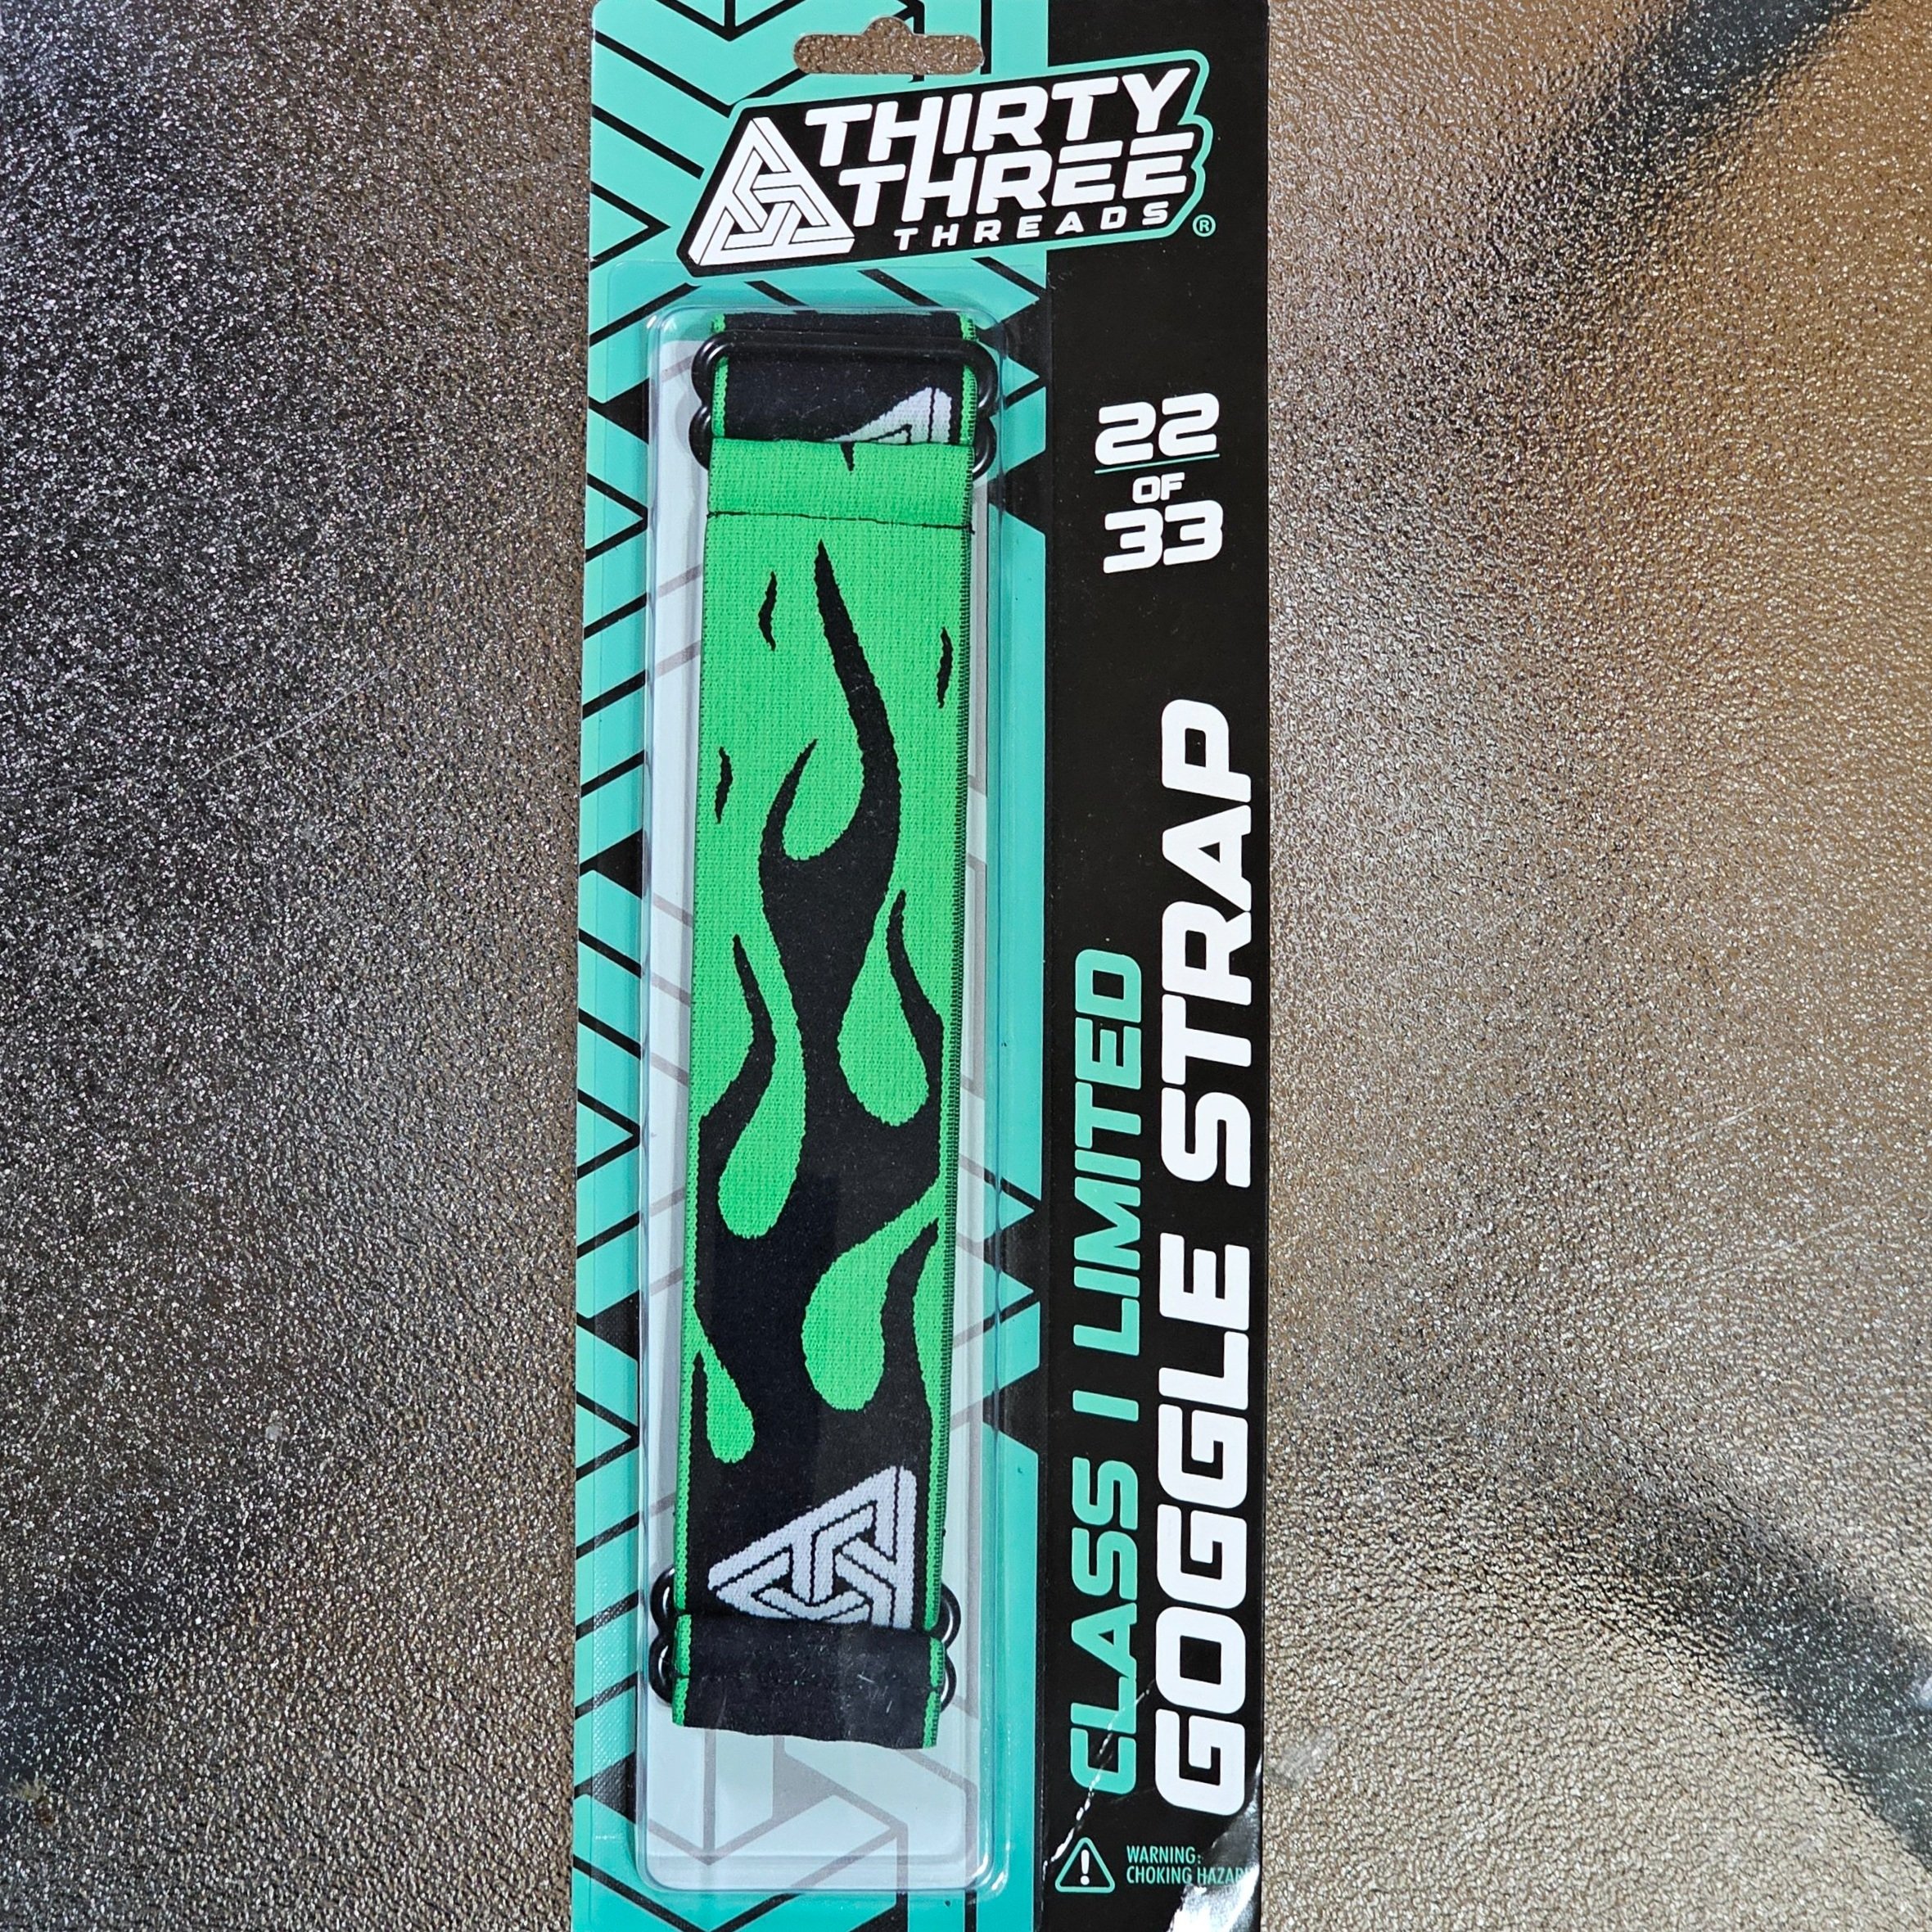 THIRTY
THREE
THREADS
®
22
OF
33
CLASS I LIMITED
GOGGLE STRAP
WARNING:
CHOKING HAZARD